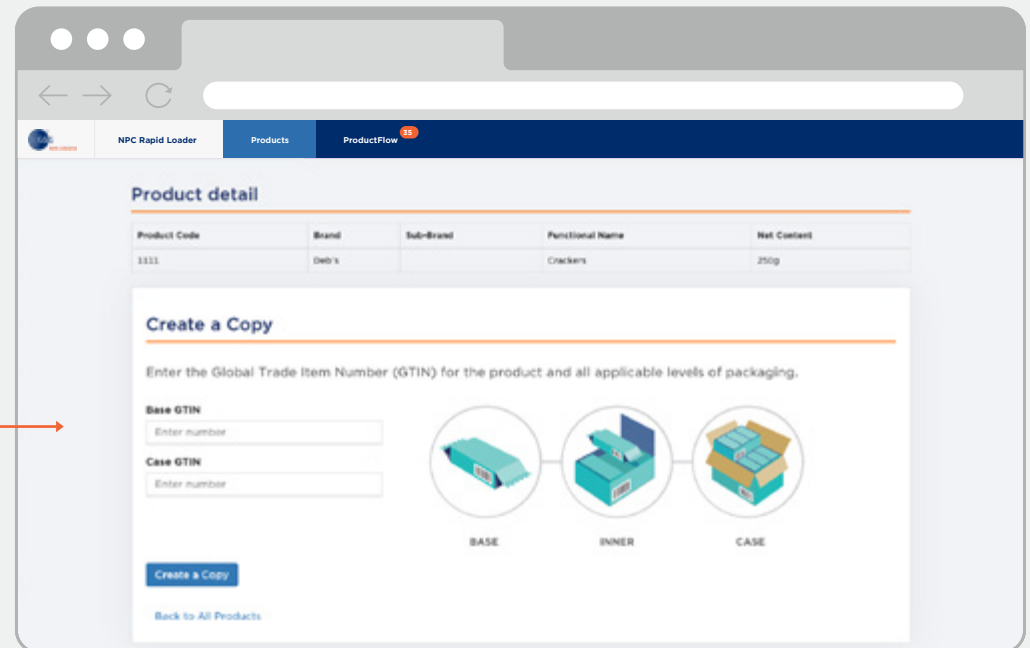 NPC Rapid Loader Products ProductFlow 35
Product detail
Product Code Brand Sub-Brand Functional Name Net Content
1111 Deb's Crackers 250g
Create a Copy
Enter the Global Trade Item Number (GTIN) for the product and all applicable levels of packaging.
Base GTIN
Enter number
Case GTIN
Enter number
BASE INNER CASE
Create a Copy
Back to All Products